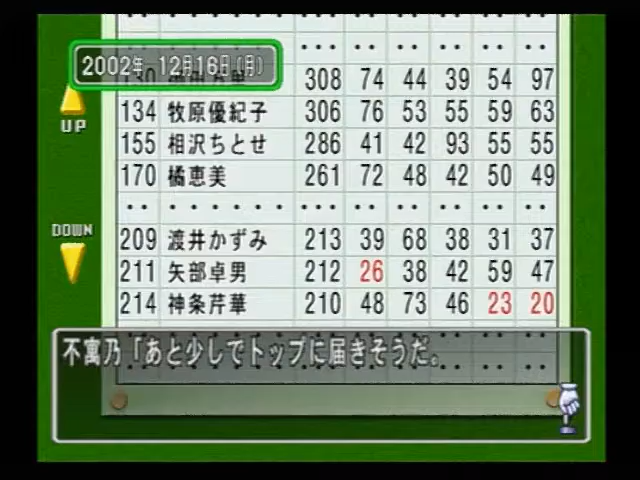 2002年 12月16日(月)
130 308 74 44 39 54 97
UP
134 牧原優紀子 306 76 53 55 59 63
155 相沢ちとせ 286 41 42 93 55 55
170 橘恵美 261 72 48 42 50 49
DOWN
209 渡井かずみ 213 39 68 38 31 37
211 矢部卓男 212 26 38 42 59 47
214 神条芹華 210 48 73 46 23 20
不寓乃「あと少しでトップに届きそうだ。